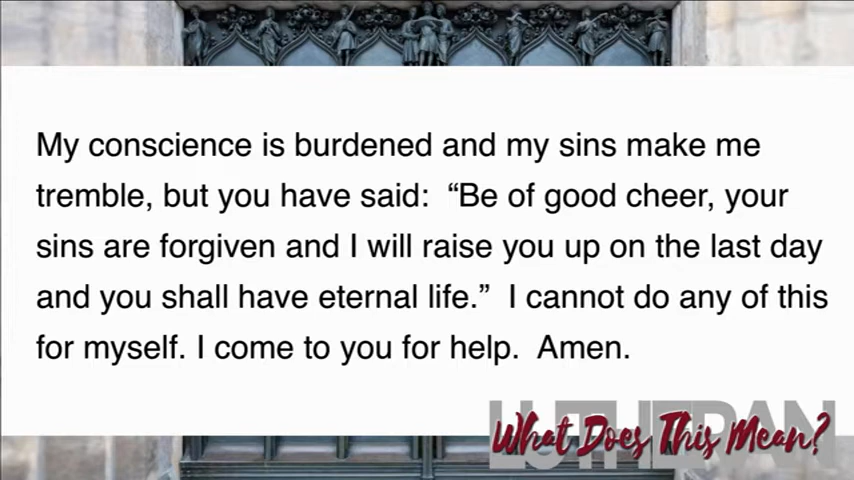 My conscience is burdened and my sins make me
tremble, but you have said:  “Be of good cheer, your
sins are forgiven and I will raise you up on the last day
and you shall have eternal life.”  I cannot do any of this
for myself. I come to you for help.  Amen.
LUTHERAN
What Does This Mean?